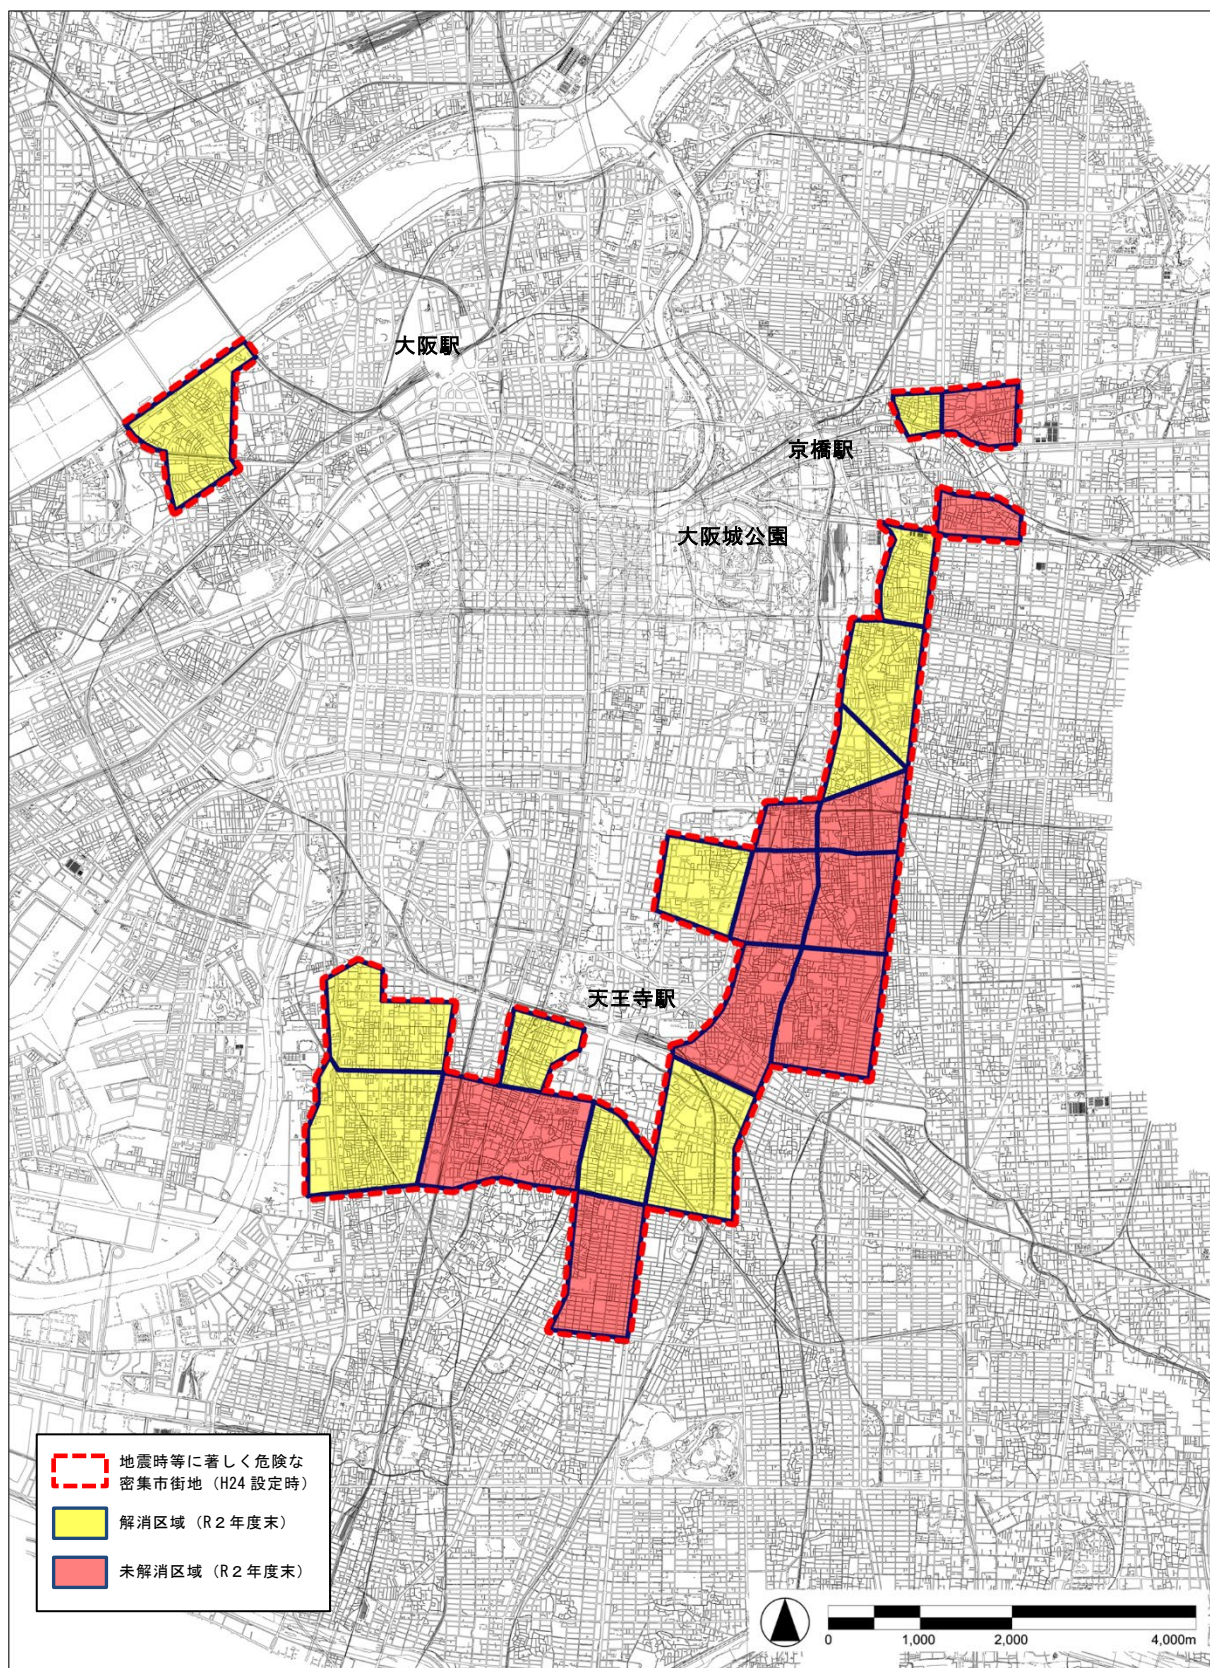 大阪駅
京橋駅
大阪城公園
天王寺駅
地震時等に著しく危険な
密集市街地（H24 設定時）
解消区域（R２年度末）
未解消区域（R２年度末）
0 1,000 2,000 4,000m